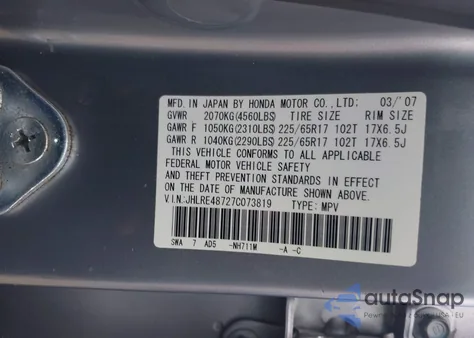 MFD. IN JAPAN BY HONDA MOTOR CO., LTD: 03/'07
GVWR 2070KG(4560LBS) TIRE SIZE RIM SIZE
GAWR F 1050KG(2310LBS) 225/65R17 102T 17X6.5J
GAWR R 1040KG(2290LBS) 225/65R17 102T 17X6.5J
THIS VEHICLE CONFORMS TO ALL APPLICABLE
FEDERAL MOTOR VEHICLE SAFETY
AND THEFT PREVENTION STANDARDS IN EFFECT
ON THE DATE OF MANUFACTURE SHOWN ABOVE.
V.I.N:JHLRE48727C073819 TYPE: MPV
SWA 7 AD5 -NH711M -A -C
autoSnap